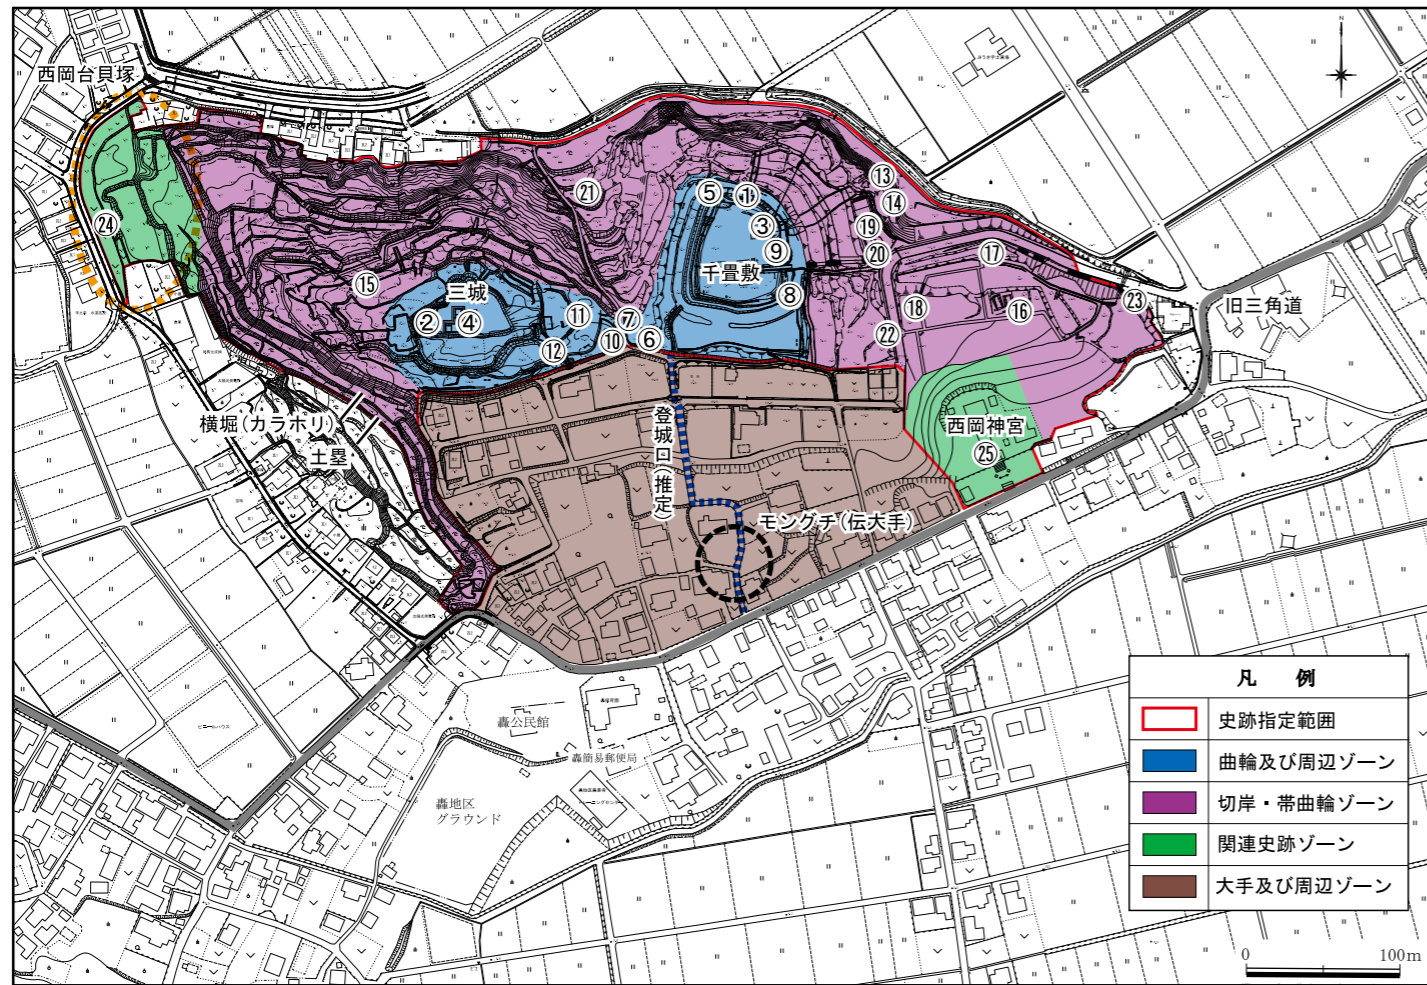 西岡台貝塚
N
㉑
⑤
①
③
⑨
千畳敷
⑧
⑬
⑭
⑲
⑳
⑰
⑱
⑯
㉓
旧三角道
㉒
㉔
⑮
三城
②
④
⑪
⑫
⑦
⑩
⑥
横堀(カラホリ)
土塁
登城口(推定)
西岡神宮
㉕
モングチ(伝大手)
轟公民館
轟簡易郵便局
轟地区
グラウンド
凡 例
史跡指定範囲
曲輪及び周辺ゾーン
切岸・帯曲輪ゾーン
関連史跡ゾーン
大手及び周辺ゾーン
0
100m